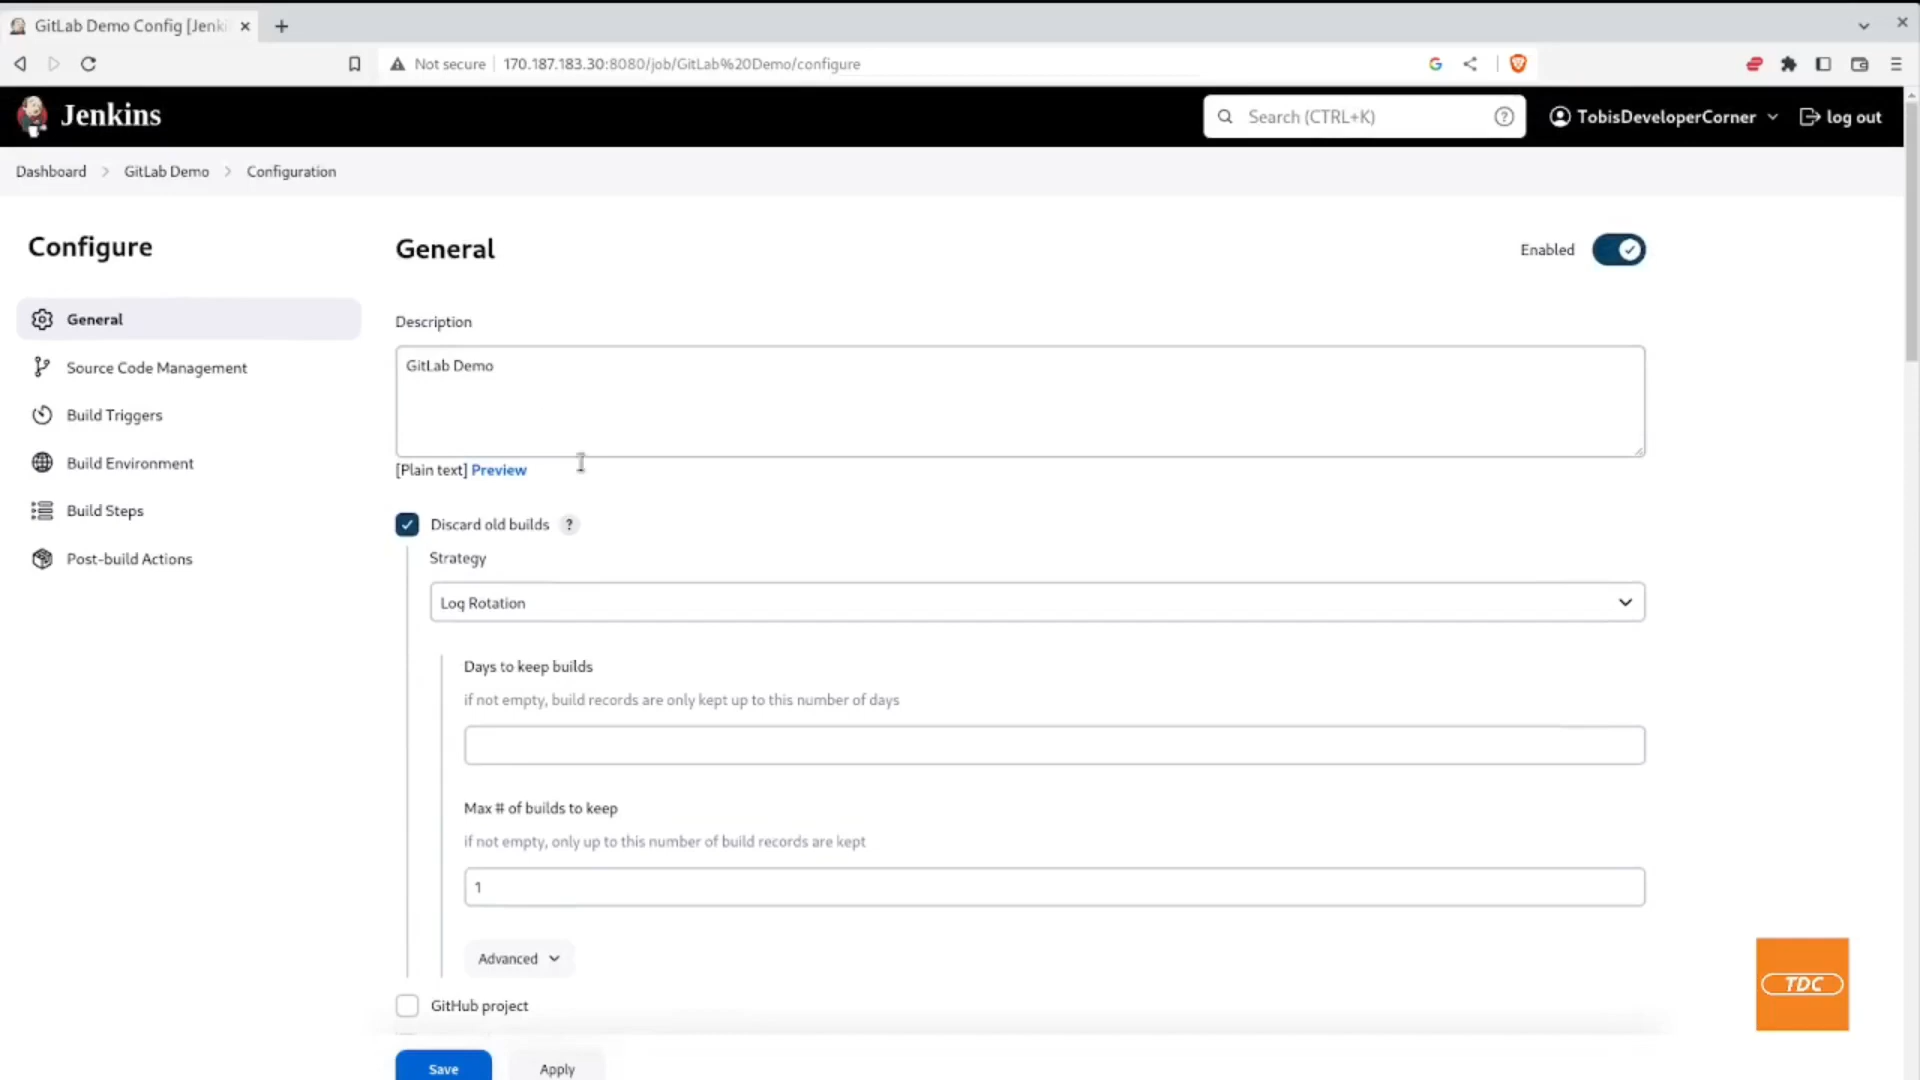 GitLab Demo Config [Jenki
Not secure
170.187.183.30:8080/job/GitLab%20Demo/configure
Jenkins
Search (CTRL+K)
TobisDeveloperCorner
log out
Dashboard
GitLab Demo
Configuration
Configure
General
Source Code Management
Build Triggers
Build Environment
Build Steps
Post-build Actions
General
Enabled
Description
GitLab Demo
[Plain text] Preview
Discard old builds ?
Strategy
Log Rotation
Days to keep builds
if not empty, build records are only kept up to this number of days
Max # of builds to keep
if not empty, only up to this number of build records are kept
1
Advanced
GitHub project
Save
Apply
TDC